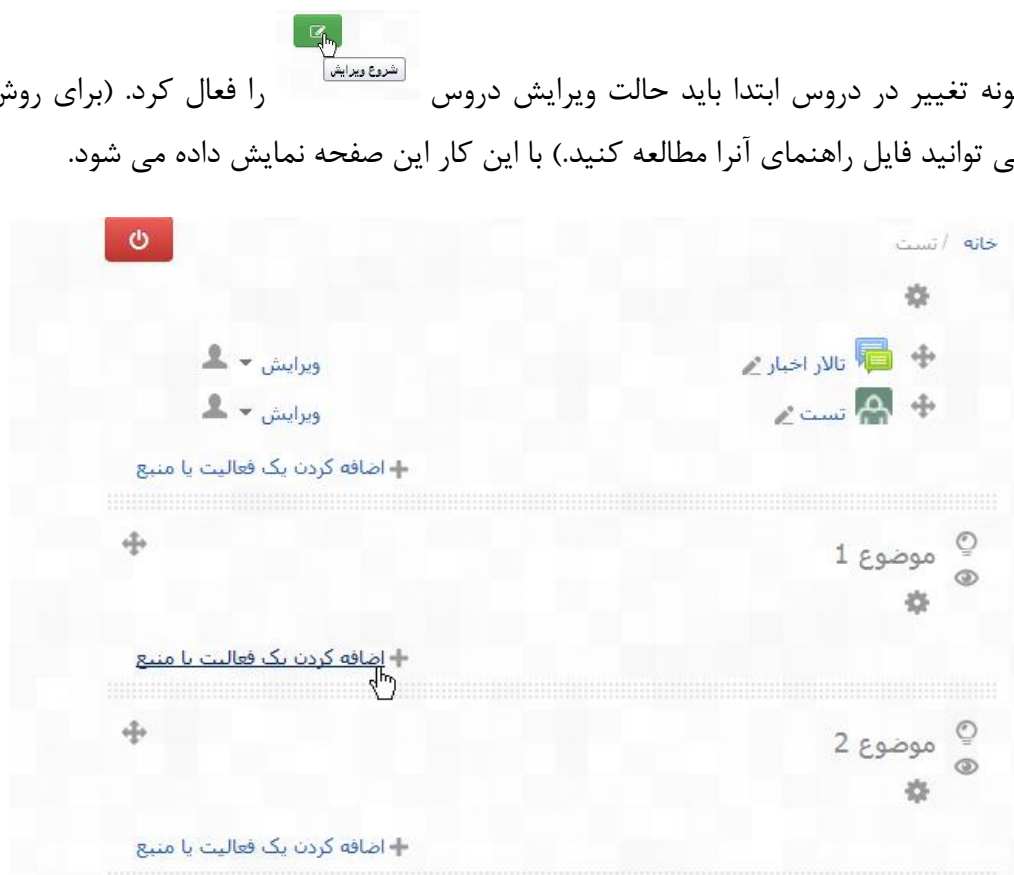 شروع ویرایش
ونه تغییر در دروس ابتدا باید حالت ویرایش دروس را فعال کرد. (برای روش
ی توانید فایل راهنمای آنرا مطالعه کنید.) با این کار این صفحه نمایش داده می شود.
خانه / تست
تالار اخبار ویرایش
تست ویرایش
اضافه کردن یک فعالیت یا منبع
موضوع 1
اضافه کردن یک فعالیت یا منبع
موضوع 2
اضافه کردن یک فعالیت یا منبع